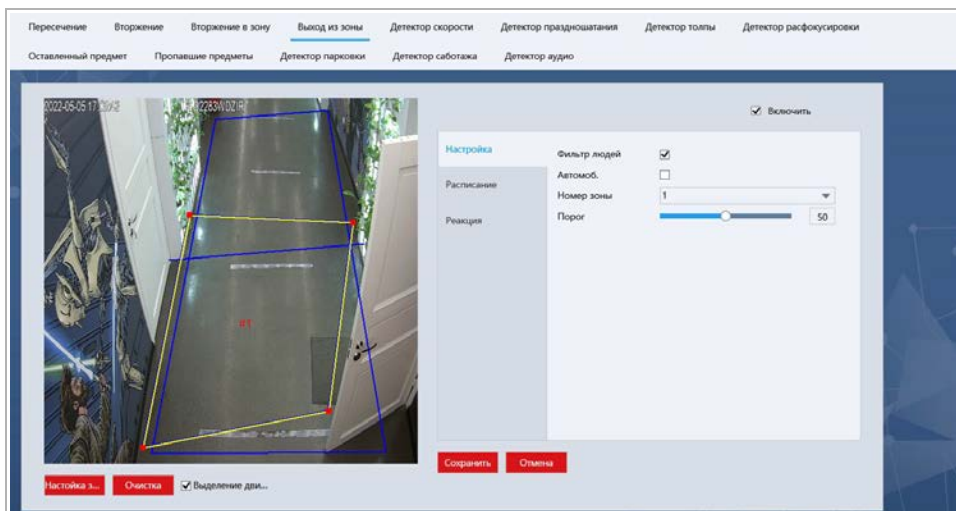 Пересечение Вторжение Вторжение в зону Выход из зоны Детектор скорости Детектор праздношатания Детектор толпы Детектор расфокусировки
Оставленный предмет Пропавшие предметы Детектор парковки Детектор саботажа Детектор аудио
2022-05-05 17
Включить
Настройка
Расписание
Реакция
Фильтр людей
Автомоб.
Номер зоны 1
Порог 50
#1
Сохранить Отмена
Настойка з... Очистка Выделение дви...